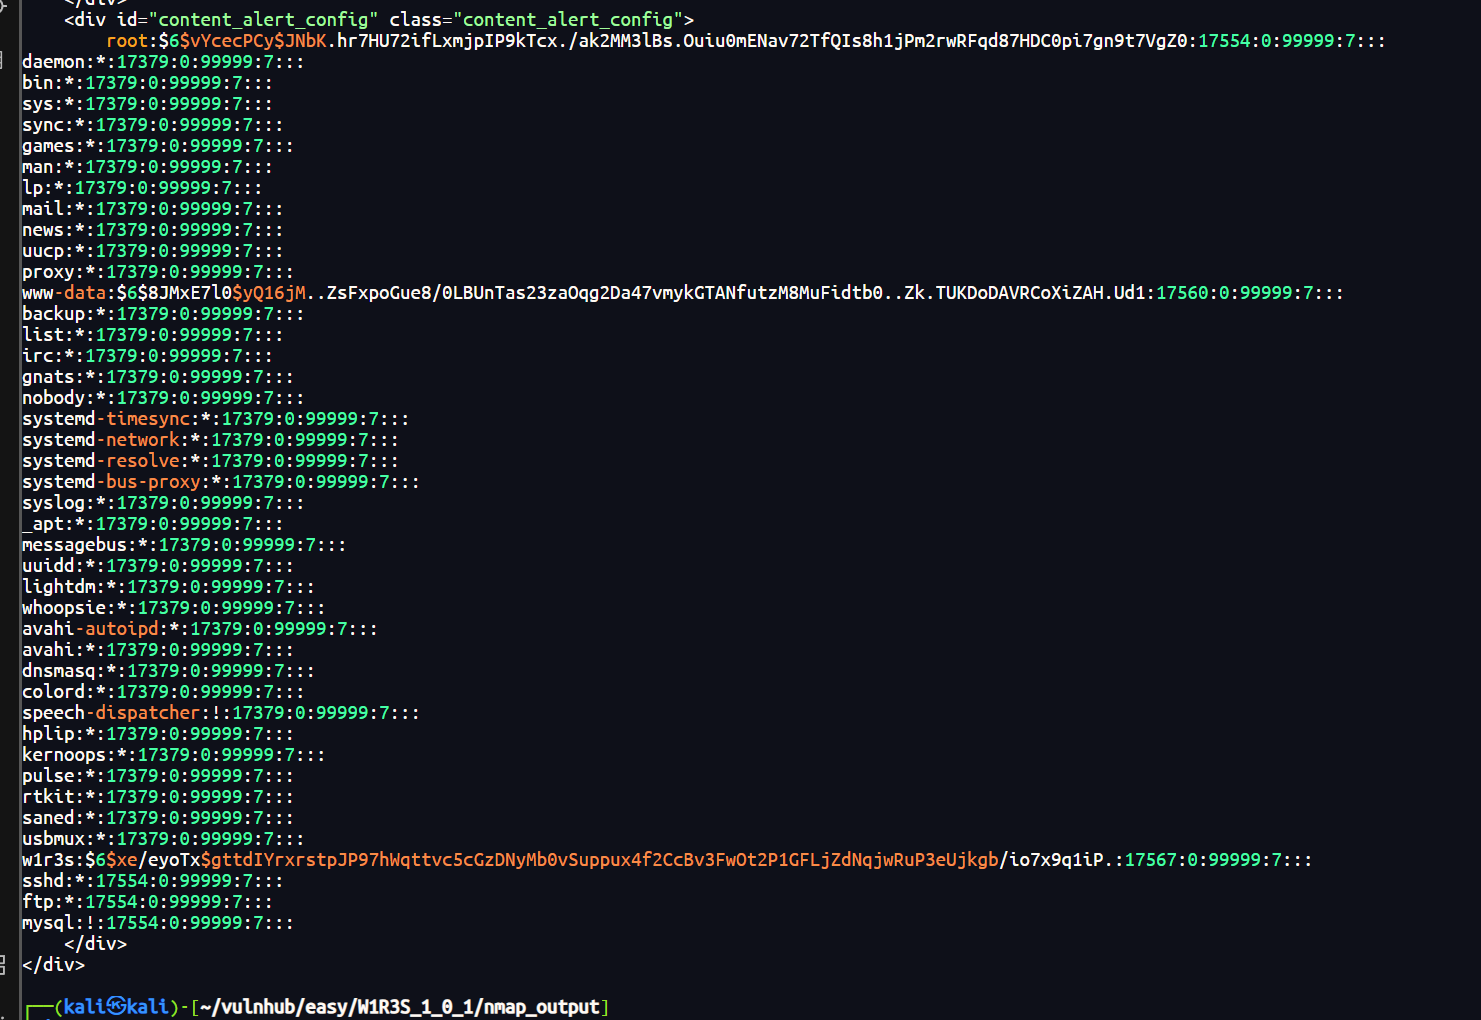 </div>
<div id="content_alert_config" class="content_alert_config">
root:$6$vYcecPCy$JNbK.hr7HU72ifLxmjpIP9kTcx./ak2MM3lBs.Ouiu0mENav72TfQIs8h1jPm2rwRFqd87HDC0pi7gn9t7VgZ0:17554:0:99999:7:::
daemon:*:17379:0:99999:7:::
bin:*:17379:0:99999:7:::
sys:*:17379:0:99999:7:::
sync:*:17379:0:99999:7:::
games:*:17379:0:99999:7:::
man:*:17379:0:99999:7:::
lp:*:17379:0:99999:7:::
mail:*:17379:0:99999:7:::
news:*:17379:0:99999:7:::
uucp:*:17379:0:99999:7:::
proxy:*:17379:0:99999:7:::
www-data:$6$8JMxE7l0$yQ16jM..ZsFxpoGue8/0LBUnTas23zaOqg2Da47vmykGTANfutzM8MuFidtb0..Zk.TUKDoDAVRCoXiZAH.Ud1:17560:0:99999:7:::
backup:*:17379:0:99999:7:::
list:*:17379:0:99999:7:::
irc:*:17379:0:99999:7:::
gnats:*:17379:0:99999:7:::
nobody:*:17379:0:99999:7:::
systemd-timesync:*:17379:0:99999:7:::
systemd-network:*:17379:0:99999:7:::
systemd-resolve:*:17379:0:99999:7:::
systemd-bus-proxy:*:17379:0:99999:7:::
syslog:*:17379:0:99999:7:::
_apt:*:17379:0:99999:7:::
messagebus:*:17379:0:99999:7:::
uuidd:*:17379:0:99999:7:::
lightdm:*:17379:0:99999:7:::
whoopsie:*:17379:0:99999:7:::
avahi-autoipd:*:17379:0:99999:7:::
avahi:*:17379:0:99999:7:::
dnsmasq:*:17379:0:99999:7:::
colord:*:17379:0:99999:7:::
speech-dispatcher:!:17379:0:99999:7:::
hplip:*:17379:0:99999:7:::
kernoops:*:17379:0:99999:7:::
pulse:*:17379:0:99999:7:::
rtkit:*:17379:0:99999:7:::
saned:*:17379:0:99999:7:::
usbmux:*:17379:0:99999:7:::
w1r3s:$6$xe/eyoTx$gttdIYrxrstpJP97hWqttvc5cGzDNyMb0vSuppux4f2CcBv3FwOt2P1GFLjZdNqjwRuP3eUjkgb/io7x9q1iP.:17567:0:99999:7:::
sshd:*:17554:0:99999:7:::
ftp:*:17554:0:99999:7:::
mysql:!:17554:0:99999:7:::
</div>
</div>
┌──(kali㉿kali)-[~/vulnhub/easy/W1R3S_1_0_1/nmap_output]